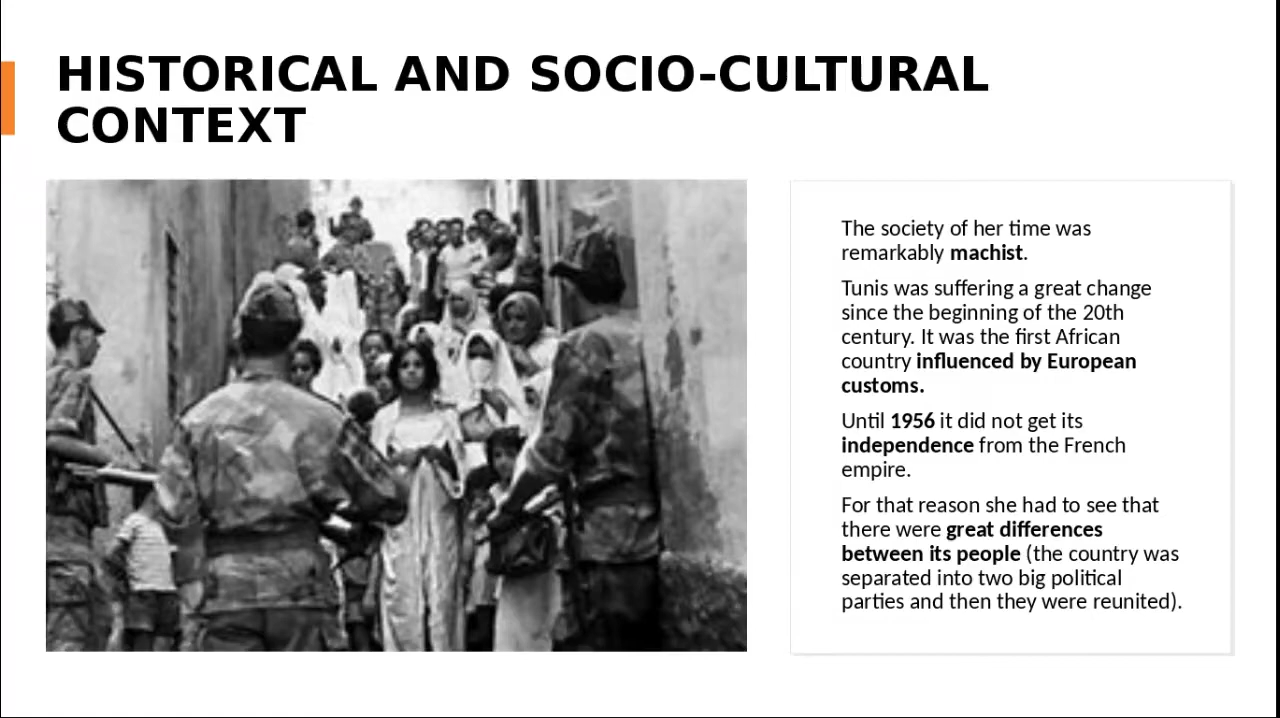 HISTORICAL AND SOCIO-CULTURAL
CONTEXT
The society of her time was
remarkably machist.
Tunis was suffering a great change
since the beginning of the 20th
century. It was the first African
country influenced by European
customs.
Until 1956 it did not get its
independence from the French
empire.
For that reason she had to see that
there were great differences
between its people (the country was
separated into two big political
parties and then they were reunited).